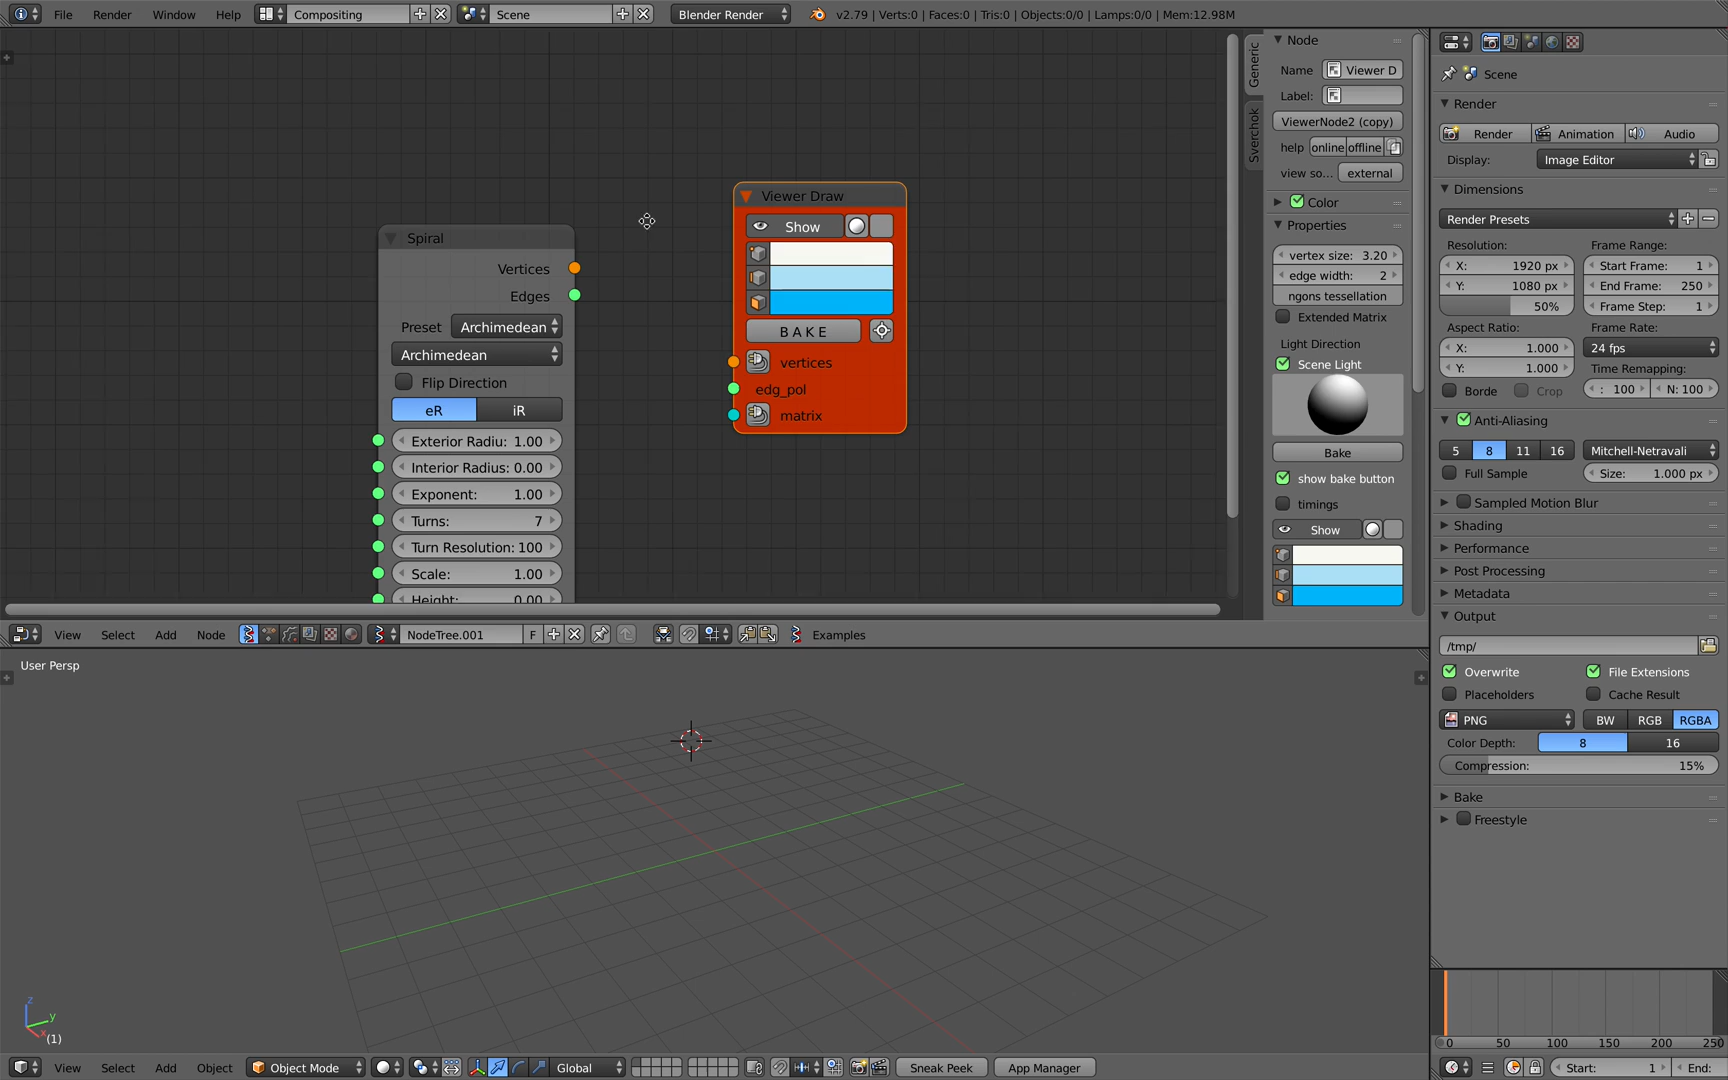 File Render Window Help Compositing Scene Blender Render v2.79 | Verts:0 | Faces:0 | Tris:0 | Objects:0/0 | Lamps:0/0 | Mem:12.98M
Spiral
Vertices
Edges
Preset Archimedean
Archimedean
Flip Direction
eR iR
Exterior Radiu: 1.00
Interior Radius: 0.00
Exponent: 1.00
Turns: 7
Turn Resolution: 100
Scale: 1.00
Height: 0.00
Viewer Draw
Show
BAKE
vertices
edg_pol
matrix
Generic
Sverchok
Node
Name Viewer D
Label:
ViewerNode2 (copy)
help online offline
view so... external
Color
Properties
vertex size: 3.20
edge width: 2
ngons tessellation
Extended Matrix
Light Direction
Scene Light
Bake
show bake button
timings
Show
View Select Add Node NodeTree.001 F Examples
User Persp
z
y
x
(1)
View Select Add Object Object Mode Global Sneak Peek App Manager
Scene
Render
Render Animation Audio
Display: Image Editor
Dimensions
Render Presets
Resolution:
X: 1920 px
Y: 1080 px
50%
Aspect Ratio:
X: 1.000
Y: 1.000
Borde Crop
Frame Range:
Start Frame: 1
End Frame: 250
Frame Step: 1
Frame Rate:
24 fps
Time Remapping:
: 100 N: 100
Anti-Aliasing
5 8 11 16 Mitchell-Netravali
Full Sample Size: 1.000 px
Sampled Motion Blur
Shading
Performance
Post Processing
Metadata
Output
/tmp/
Overwrite File Extensions
Placeholders Cache Result
PNG BW RGB RGBA
Color Depth: 8 16
Compression: 15%
Bake
Freestyle
0 50 100 150 200 250
Start: 1 End: